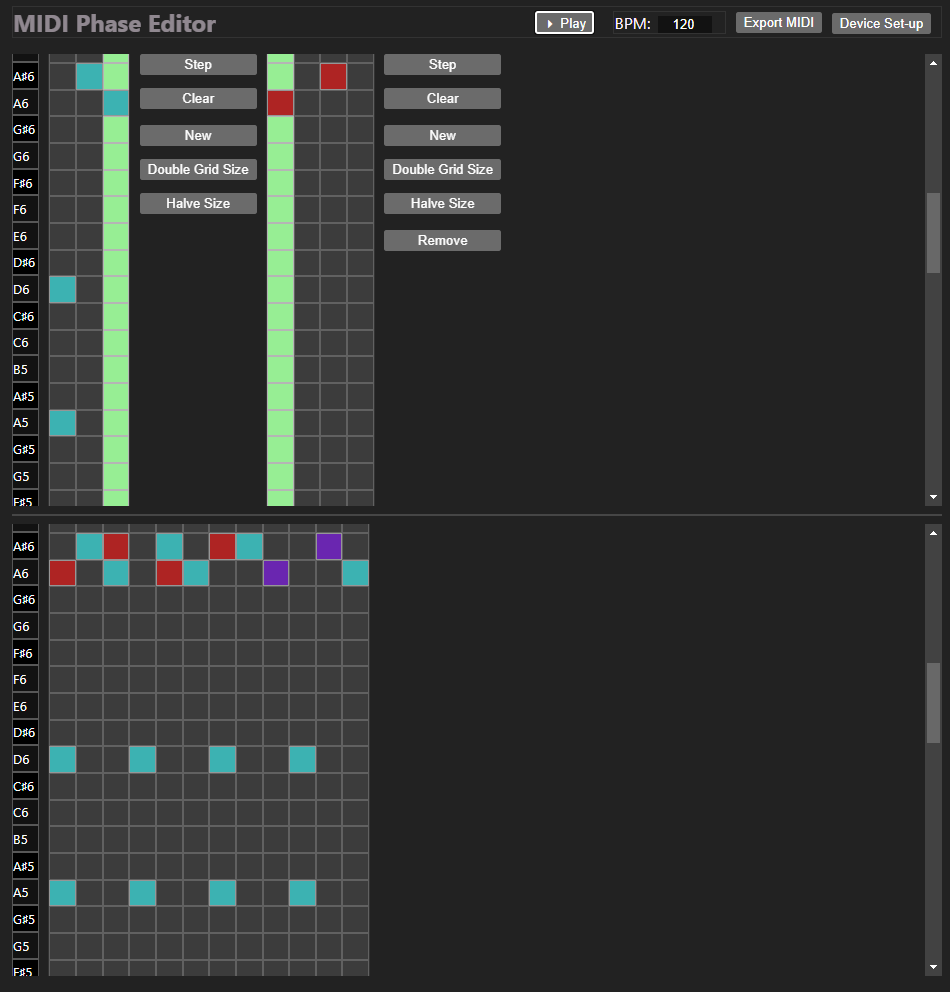 MIDI Phase Editor
Play
BPM: 120
Export MIDI
Device Set-up
A♯6
A6
G♯6
G6
F♯6
F6
E6
D♯6
D6
C♯6
C6
B5
A♯5
A5
G♯5
G5
F♯5
Step
Clear
New
Double Grid Size
Halve Size
Step
Clear
New
Double Grid Size
Halve Size
Remove
A♯6
A6
G♯6
G6
F♯6
F6
E6
D♯6
D6
C♯6
C6
B5
A♯5
A5
G♯5
G5
F♯5